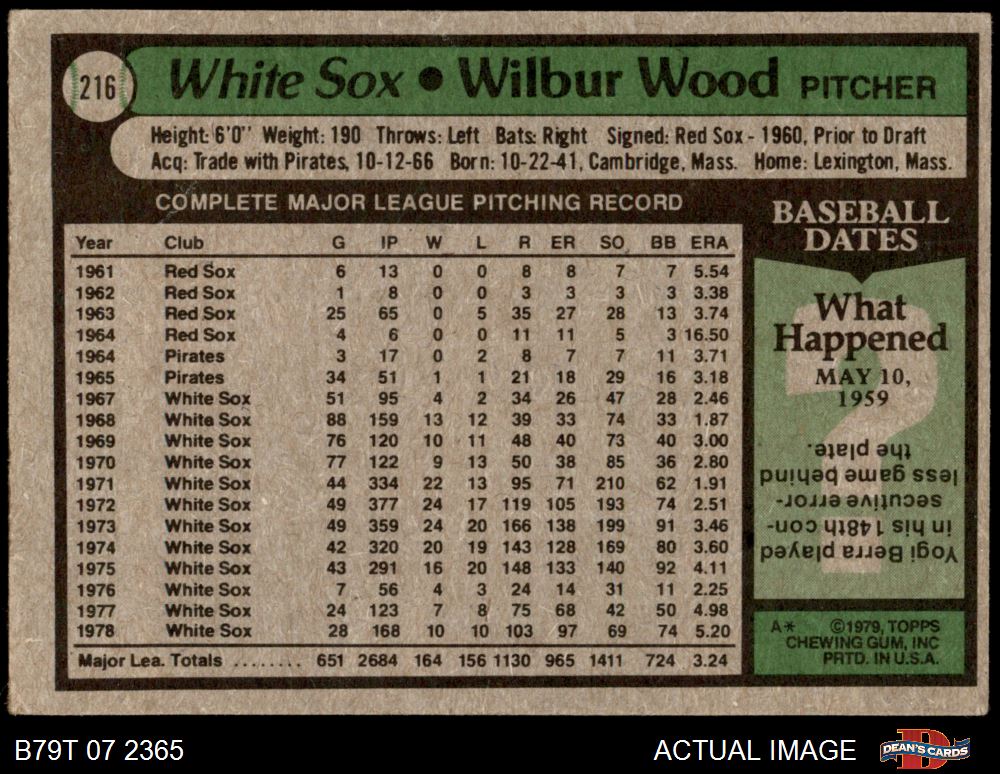 216
White Sox ● Wilbur Wood PITCHER
Height: 6'0" Weight: 190 Throws: Left Bats: Right Signed: Red Sox - 1960, Prior to Draft
Acq: Trade with Pirates, 10-12-66 Born: 10-22-41, Cambridge, Mass. Home: Lexington, Mass.
COMPLETE MAJOR LEAGUE PITCHING RECORD
Year Club G IP W L R ER SO BB ERA
1961 Red Sox 6 13 0 0 8 8 7 7 5.54
1962 Red Sox 1 8 0 0 3 3 3 3 3.38
1963 Red Sox 25 65 0 5 35 27 28 13 3.74
1964 Red Sox 4 6 0 0 11 11 5 3 16.50
1964 Pirates 3 17 0 2 8 7 7 11 3.71
1965 Pirates 34 51 1 1 21 18 29 16 3.18
1967 White Sox 51 95 4 2 34 26 47 28 2.46
1968 White Sox 88 159 13 12 39 33 74 33 1.87
1969 White Sox 76 120 10 11 48 40 73 40 3.00
1970 White Sox 77 122 9 13 50 38 85 36 2.80
1971 White Sox 44 334 22 13 95 71 210 62 1.91
1972 White Sox 49 377 24 17 119 105 193 74 2.51
1973 White Sox 49 359 24 20 166 138 199 91 3.46
1974 White Sox 42 320 20 19 143 128 169 80 3.60
1975 White Sox 43 291 16 20 148 133 140 92 4.11
1976 White Sox 7 56 4 3 24 14 31 11 2.25
1977 White Sox 24 123 7 8 75 68 42 50 4.98
1978 White Sox 28 168 10 10 103 97 69 74 5.20
Major Lea. Totals ........ 651 2684 164 156 1130 965 1411 724 3.24
BASEBALL
DATES
What
Happened
MAY 10,
1959
Yogi Berra played
in his 148th con-
secutive error-
less game behind
the plate.
A* ©1979, TOPPS
CHEWING GUM, INC
PRTD. IN U.S.A.
B79T 07 2365
ACTUAL IMAGE
DEAN'S CARDS